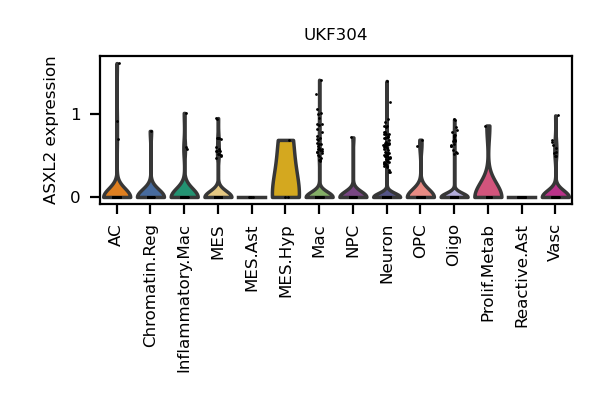 UKF304
ASXL2 expression
1
0
AC
Chromatin.Reg
Inflammatory.Mac
MES
MES.Ast
MES.Hyp
Mac
NPC
Neuron
OPC
Oligo
Prolif.Metab
Reactive.Ast
Vasc